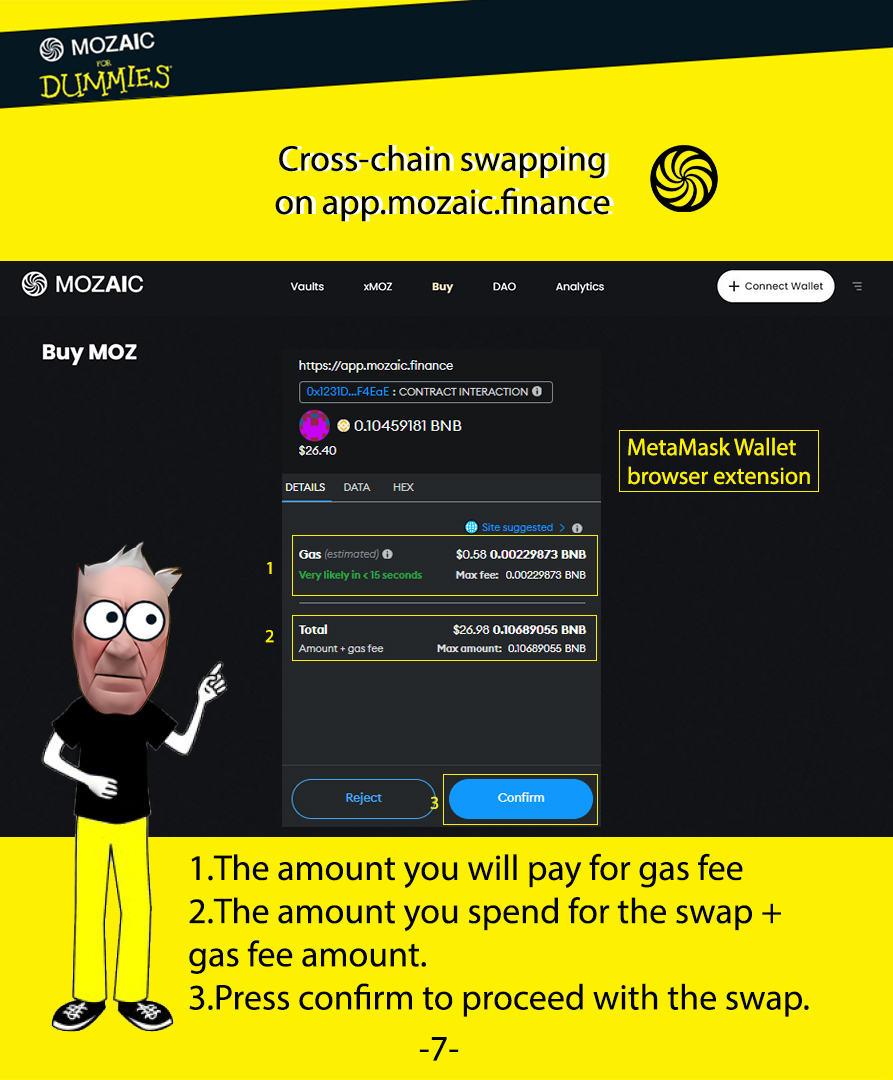 MOZAIC
FOR
DUMMIES
Cross-chain swapping
on app.mozaic.finance
MOZAIC
Vaults
xMOZ
Buy
DAO
Analytics
+ Connect Wallet
Buy MOZ
https://app.mozaic.finance
0x1231D...F4EaE : CONTRACT INTERACTION
0.10459181 BNB
$26.40
MetaMask Wallet
browser extension
DETAILS
DATA
HEX
Site suggested >
1
Gas (estimated) $0.58 0.00229873 BNB
Very likely in < 15 seconds Max fee: 0.00229873 BNB
2
Total $26.98 0.10689055 BNB
Amount + gas fee Max amount: 0.10689055 BNB
Reject
3
Confirm
1.The amount you will pay for gas fee
2.The amount you spend for the swap +
gas fee amount.
3.Press confirm to proceed with the swap.
-7-